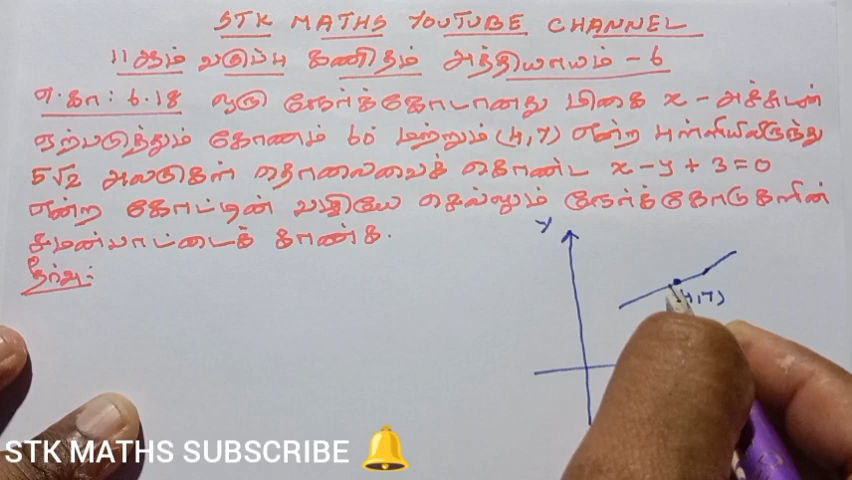 STK MATHS YOUTUBE CHANNEL
11 ஆம் வகுப்பு கணிதம் அத்தியாயம் - 6
எ.கா : 6.18 ஒரு நேர்க்கோடானது மிகை x - அச்சுடன்
ஏற்படுத்தும் கோணம் 60° மற்றும் (4,7) என்ற புள்ளியிலிருந்து
5√2 அலகுகள் தொலைவைக் கொண்ட x - y + 3 = 0
என்ற கோட்டின் வழியே செல்லும் நேர்க்கோடுகளின்
சமன்பாட்டைக் காண்க.
தீர்வு :
y
(4,7)
STK MATHS SUBSCRIBE